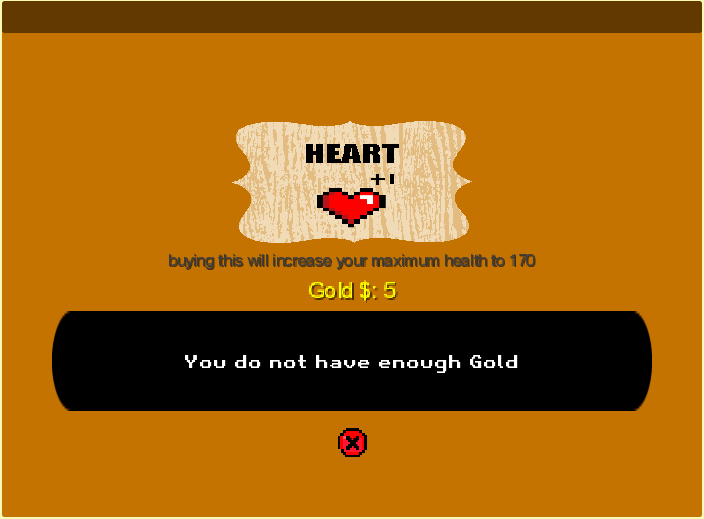 HEART
+1
buying this will increase your maximum health to 170
Gold $: 5
You do not have enough Gold